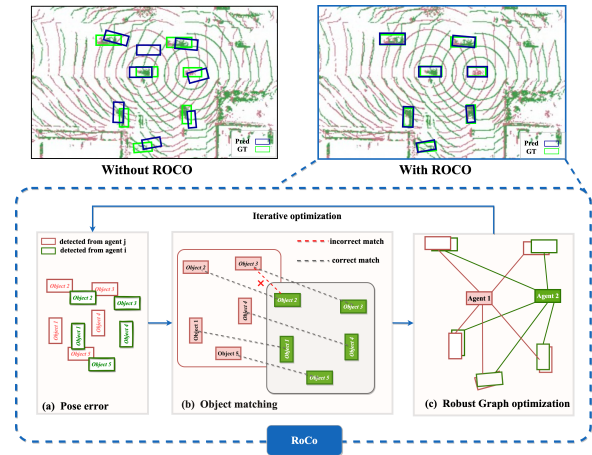 Pred
GT
Pred
GT
Without ROCO
With ROCO
Iterative optimization
detected from agent j
detected from agent i
Object 2
Object 3
Object 2
Object 3
Object 1
Object 4
Object 1
Object 4
Object 5
Object 5
(a) Pose error
incorrect match
correct match
Object 2
Object 3
Object 2
Object 3
Object 4
Object 1
Object 1
Object 4
Object 5
Object 5
(b) Object matching
Agent 1
Agent 2
(c) Robust Graph optimization
RoCo